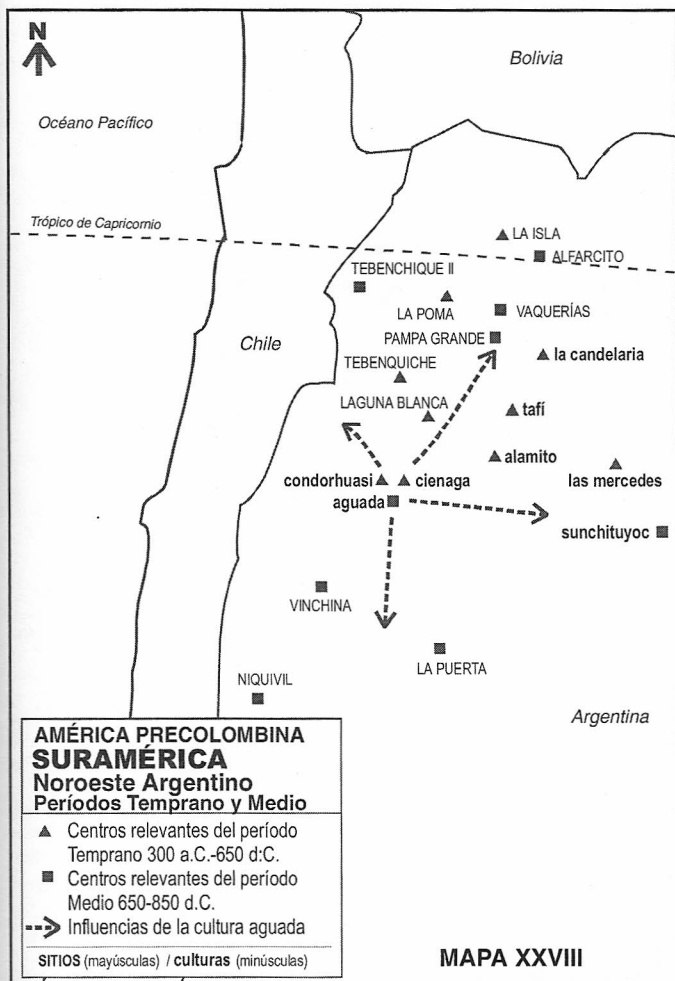 N
Bolivia
Océano Pacífico
Trópico de Capricornio
LA ISLA
ALFARCITO
TEBENCHIQUE II
LA POMA
VAQUERÍAS
PAMPA GRANDE
Chile
la candelaria
TEBENQUICHE
LAGUNA BLANCA
tafí
alamito
condorhuasi
cienaga
las mercedes
aguada
sunchituyoc
VINCHINA
LA PUERTA
NIQUIVIL
Argentina
AMÉRICA PRECOLOMBINA
SURAMÉRICA
Noroeste Argentino
Períodos Temprano y Medio
Centros relevantes del período
Temprano 300 a.C.-650 d:C.
Centros relevantes del período
Medio 650-850 d.C.
Influencias de la cultura aguada
SITIOS (mayúsculas) / culturas (minúsculas)
MAPA XXVIII